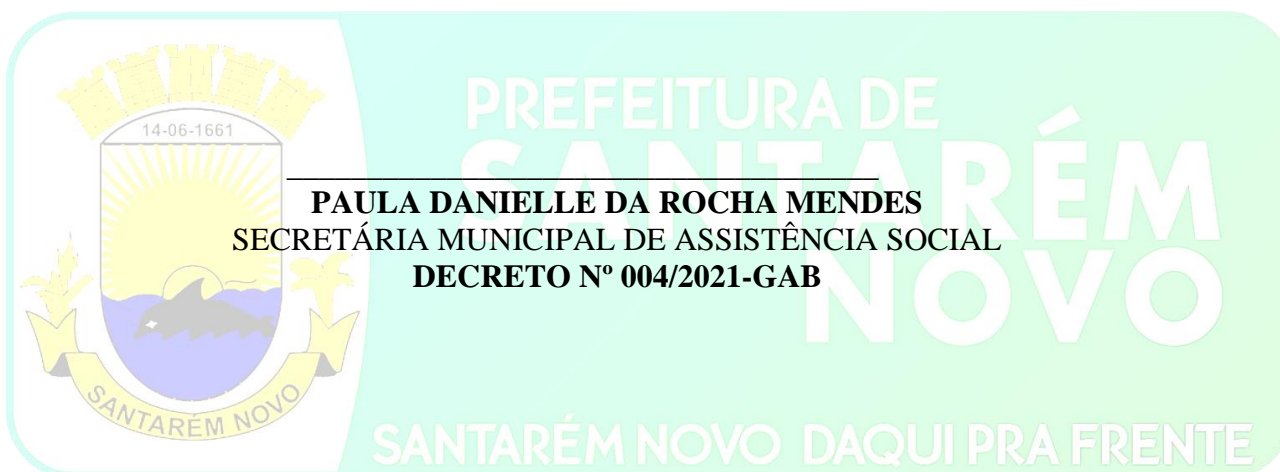 14-06-1661
PREFEITURA DE
SANTARÉM
NOVO
PAULA DANIELLE DA ROCHA MENDES
SECRETÁRIA MUNICIPAL DE ASSISTÊNCIA SOCIAL
DECRETO Nº 004/2021-GAB
SANTARÉM NOVO
SANTARÉM NOVO DAQUI PRA FRENTE